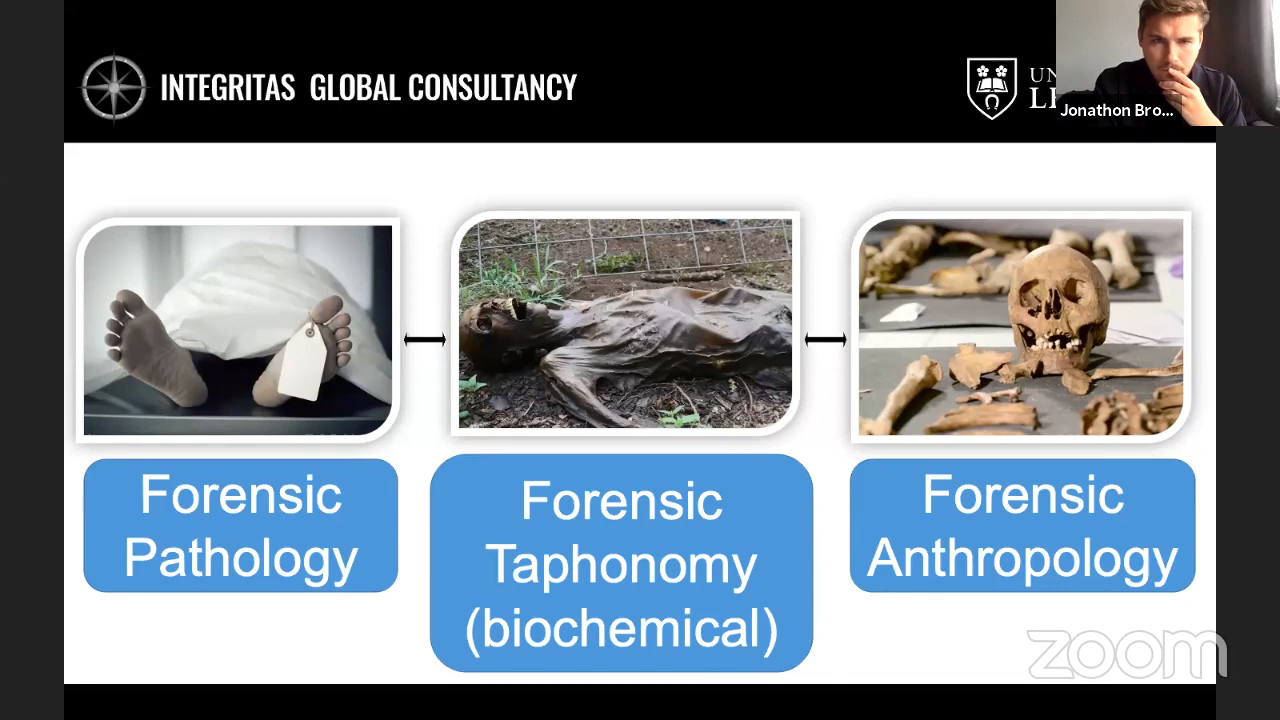 INTEGRITAS GLOBAL CONSULTANCY
Jonathon Bro...
Forensic
Pathology
Forensic
Taphonomy
(biochemical)
Forensic
Anthropology
zoom